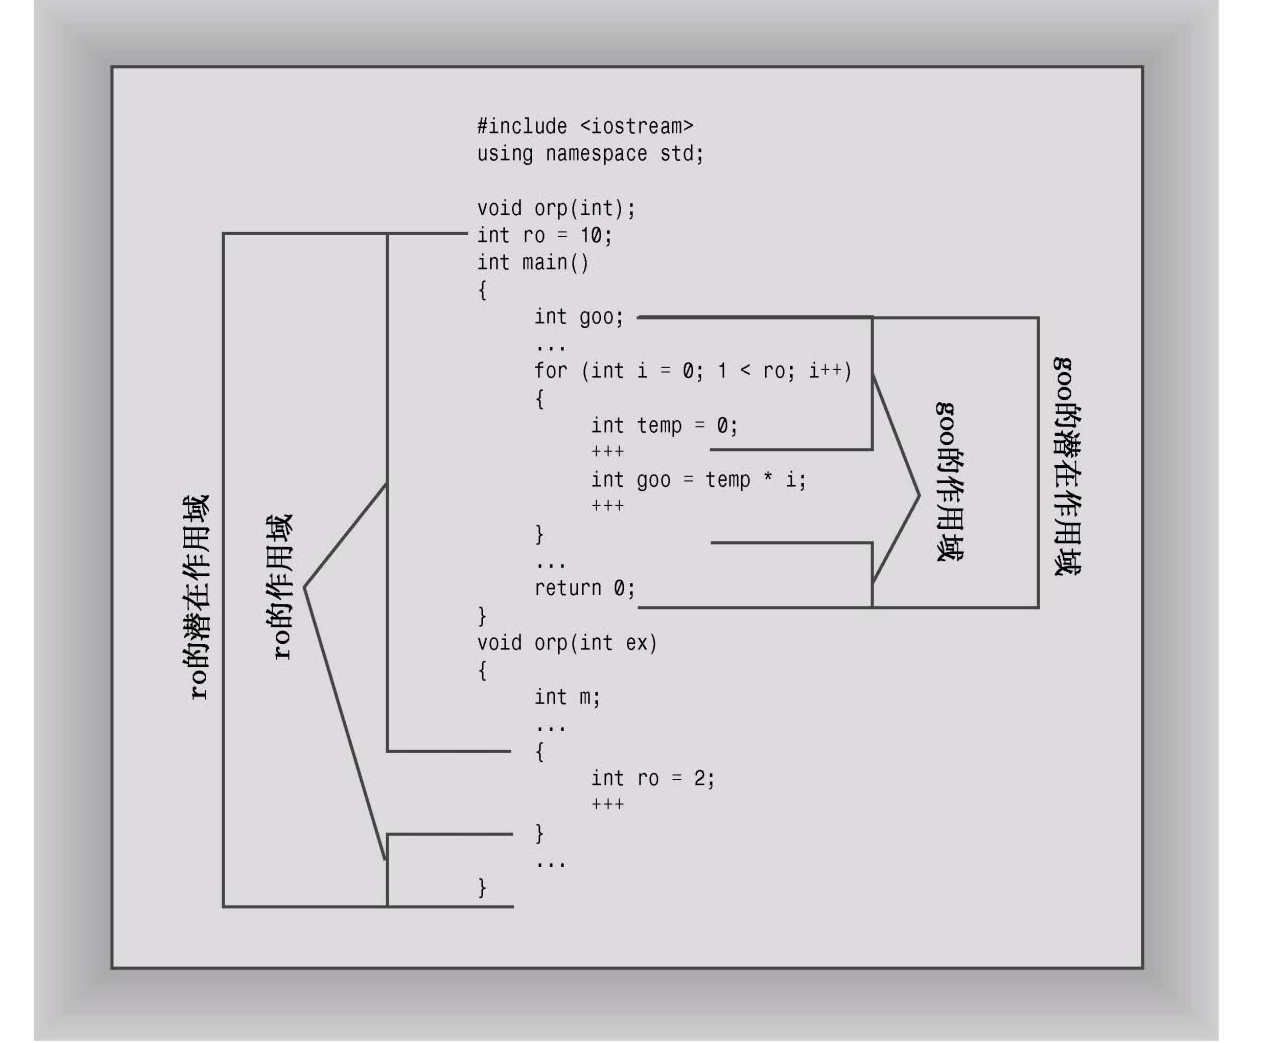 #include <iostream>
using namespace std;
void orp(int);
int ro = 10;
int main()
{
int goo;
...
for (int i = 0; 1 < ro; i++)
{
int temp = 0;
+++
int goo = temp * i;
+++
}
...
return 0;
}
void orp(int ex)
{
int m;
...
{
int ro = 2;
+++
}
...
}
ro的潜在作用域
ro的作用域
goo的作用域
goo的潜在作用域